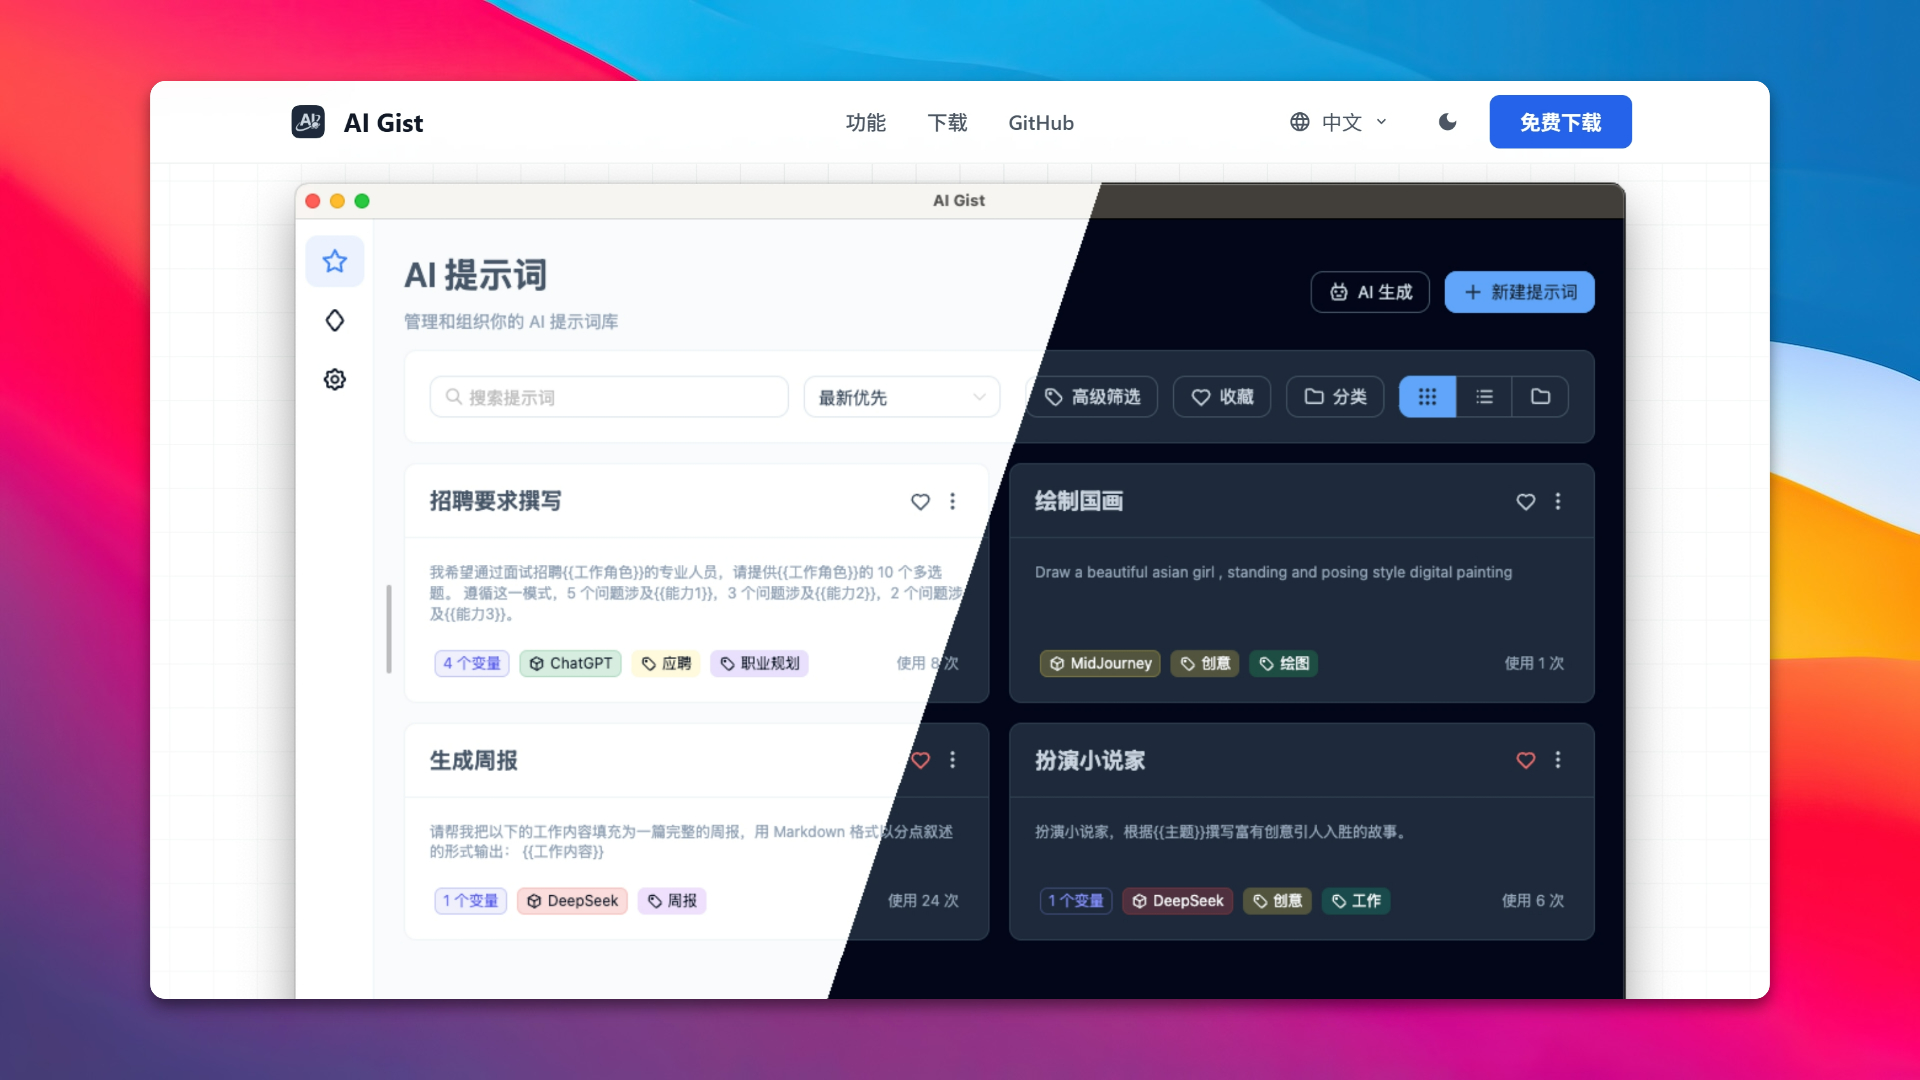 AI Gist
功能
下载
GitHub
中文
免费下载
AI Gist
AI 提示词
管理和组织你的 AI 提示词库
AI 生成
新建提示词
搜索提示词
最新优先
高级筛选
收藏
分类
招聘要求撰写
我希望通过面试招聘{{工作角色}}的专业人员，请提供{{工作角色}}的 10 个多选
题。 遵循这一模式，5 个问题涉及{{能力1}}，3 个问题涉及{{能力2}}，2 个问题涉
及{{能力3}}。
4 个变量
ChatGPT
应聘
职业规划
使用 8 次
绘制国画
Draw a beautiful asian girl , standing and posing style digital painting
MidJourney
创意
绘图
使用 1 次
生成周报
请帮我把以下的工作内容填充为一篇完整的周报，用 Markdown 格式以分点叙述
的形式输出： {{工作内容}}
1 个变量
DeepSeek
周报
使用 24 次
扮演小说家
扮演小说家，根据{{主题}}撰写富有创意引人入胜的故事。
1 个变量
DeepSeek
创意
工作
使用 6 次